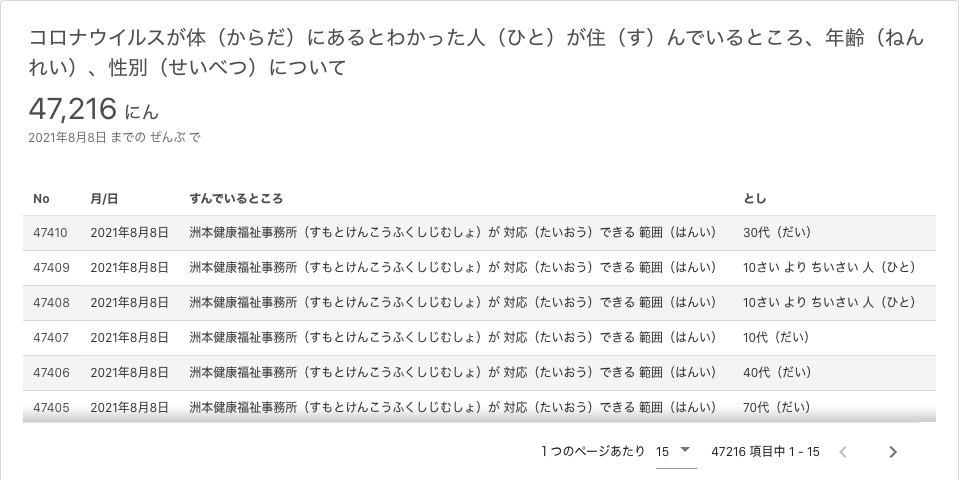 コロナウイルスが体（からだ）にあるとわかった人（ひと）が住（す）んでいるところ、年齢（ねん
れい）、性別（せいべつ）について
47,216 にん
2021年8月8日 までの ぜんぶ で
No 月/日 すんでいるところ とし
47410 2021年8月8日 洲本健康福祉事務所（すもとけんこうふくしじむしょ）が 対応（たいおう）できる 範囲（はんい） 30代（だい）
47409 2021年8月8日 洲本健康福祉事務所（すもとけんこうふくしじむしょ）が 対応（たいおう）できる 範囲（はんい） 10さい より ちいさい 人（ひと）
47408 2021年8月8日 洲本健康福祉事務所（すもとけんこうふくしじむしょ）が 対応（たいおう）できる 範囲（はんい） 10さい より ちいさい 人（ひと）
47407 2021年8月8日 洲本健康福祉事務所（すもとけんこうふくしじむしょ）が 対応（たいおう）できる 範囲（はんい） 10代（だい）
47406 2021年8月8日 洲本健康福祉事務所（すもとけんこうふくしじむしょ）が 対応（たいおう）できる 範囲（はんい） 40代（だい）
47405 2021年8月8日 洲本健康福祉事務所（すもとけんこうふくしじむしょ）が 対応（たいおう）できる 範囲（はんい） 70代（だい）
1 つのページあたり 15 47216 項目中 1 - 15